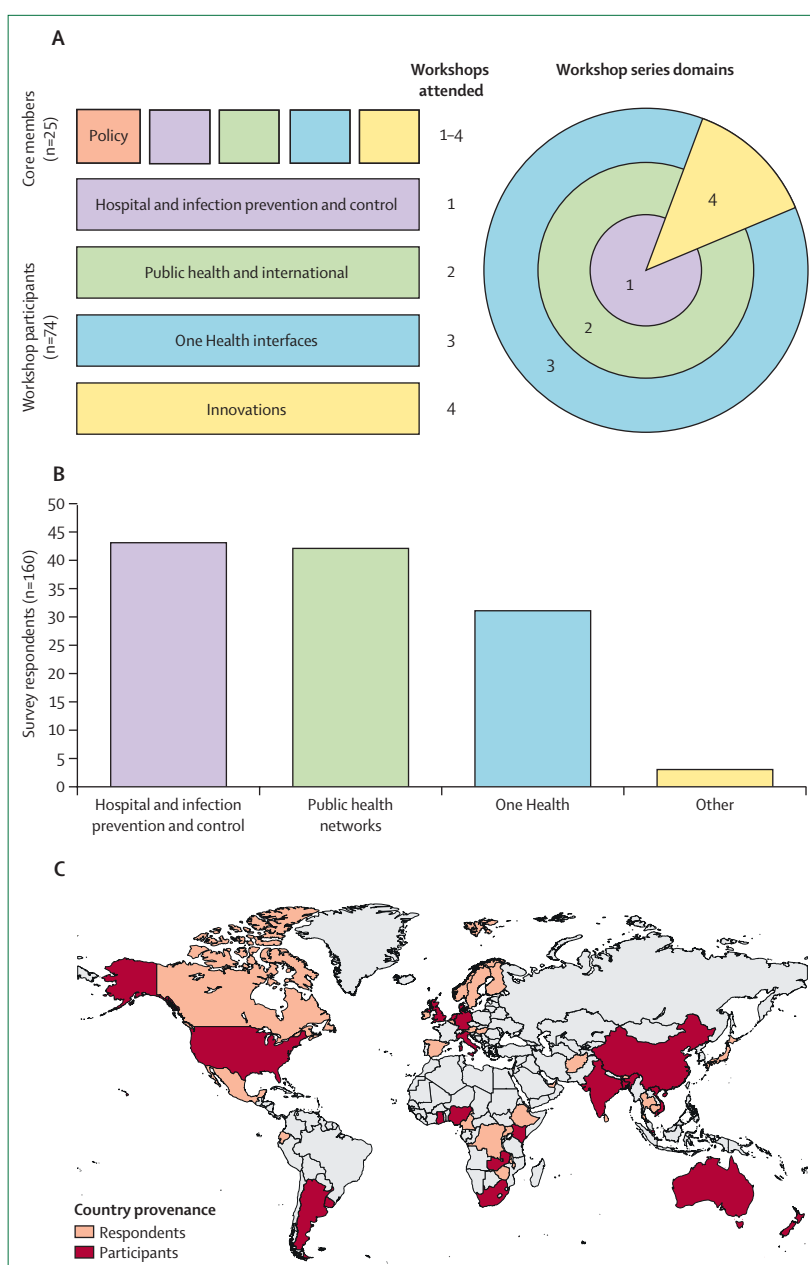 A
Workshops
attended
Workshop series domains
Core members
(n=25)
Policy
1–4
Hospital and infection prevention and control
1
Workshop participants
(n=74)
Public health and international
2
One Health interfaces
3
Innovations
4
4
1
2
3
B
Survey respondents (n=160)
50
45
40
35
30
25
20
15
10
5
0
Hospital and infection
prevention and control
Public health
networks
One Health
Other
C
Country provenance
Respondents
Participants